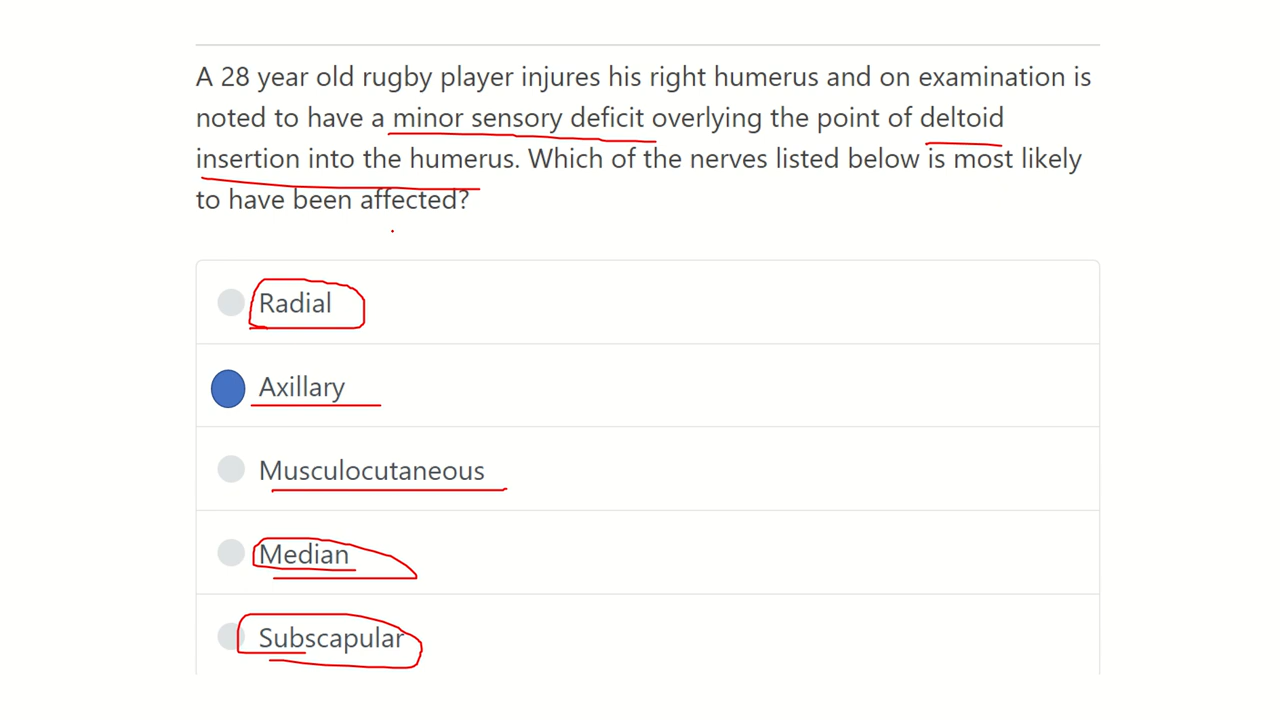 A 28 year old rugby player injures his right humerus and on examination is
noted to have a minor sensory deficit overlying the point of deltoid
insertion into the humerus. Which of the nerves listed below is most likely
to have been affected?
Radial
Axillary
Musculocutaneous
Median
Subscapular